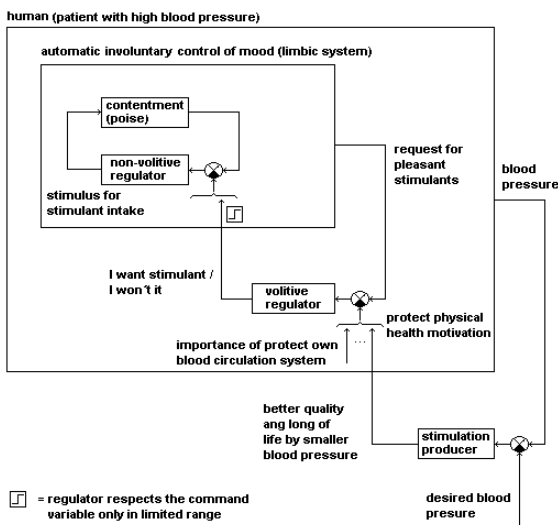 human (patient with high blood pressure)
automatic involuntary control of mood (limbic system)
contentment
(poise)
non-volitive
regulator
stimulus for
stimulant intake
request for
pleasant
stimulants
blood
pressure
I want stimulant /
I won´t it
volitive
regulator
protect physical
health motivation
importance of protect own
blood circulation system
...
better quality
ang long of
life by smaller
blood pressure
stimulation
producer
desired blood
presure
= regulator respects the command
variable only in limited range